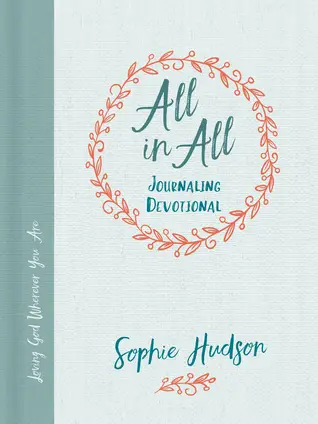 All
in All
JOURNALING
DEVOTIONAL
Sophie Hudson
Loving God Wherever You Are